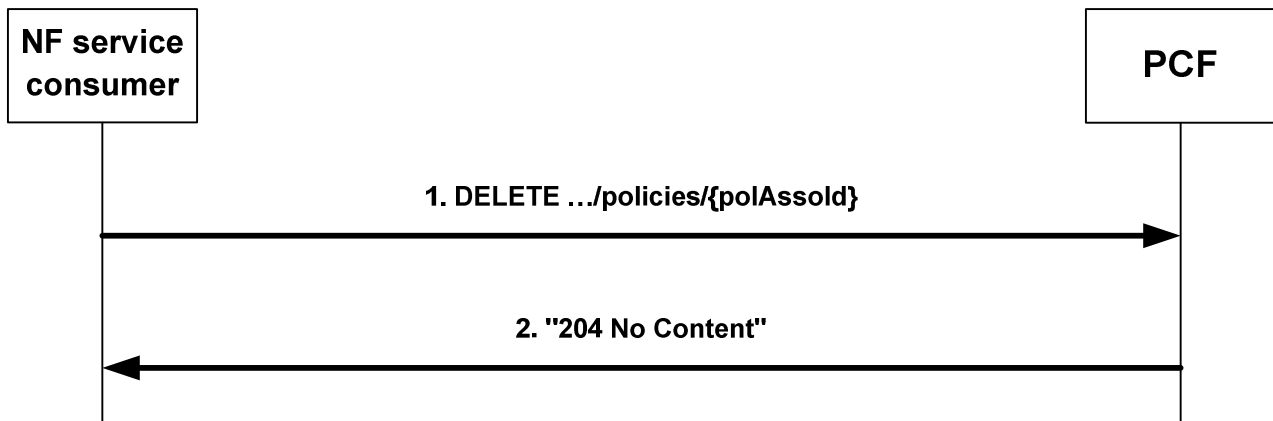 NF service
consumer
PCF
1. DELETE …/policies/{polAssoId}
2. "204 No Content"